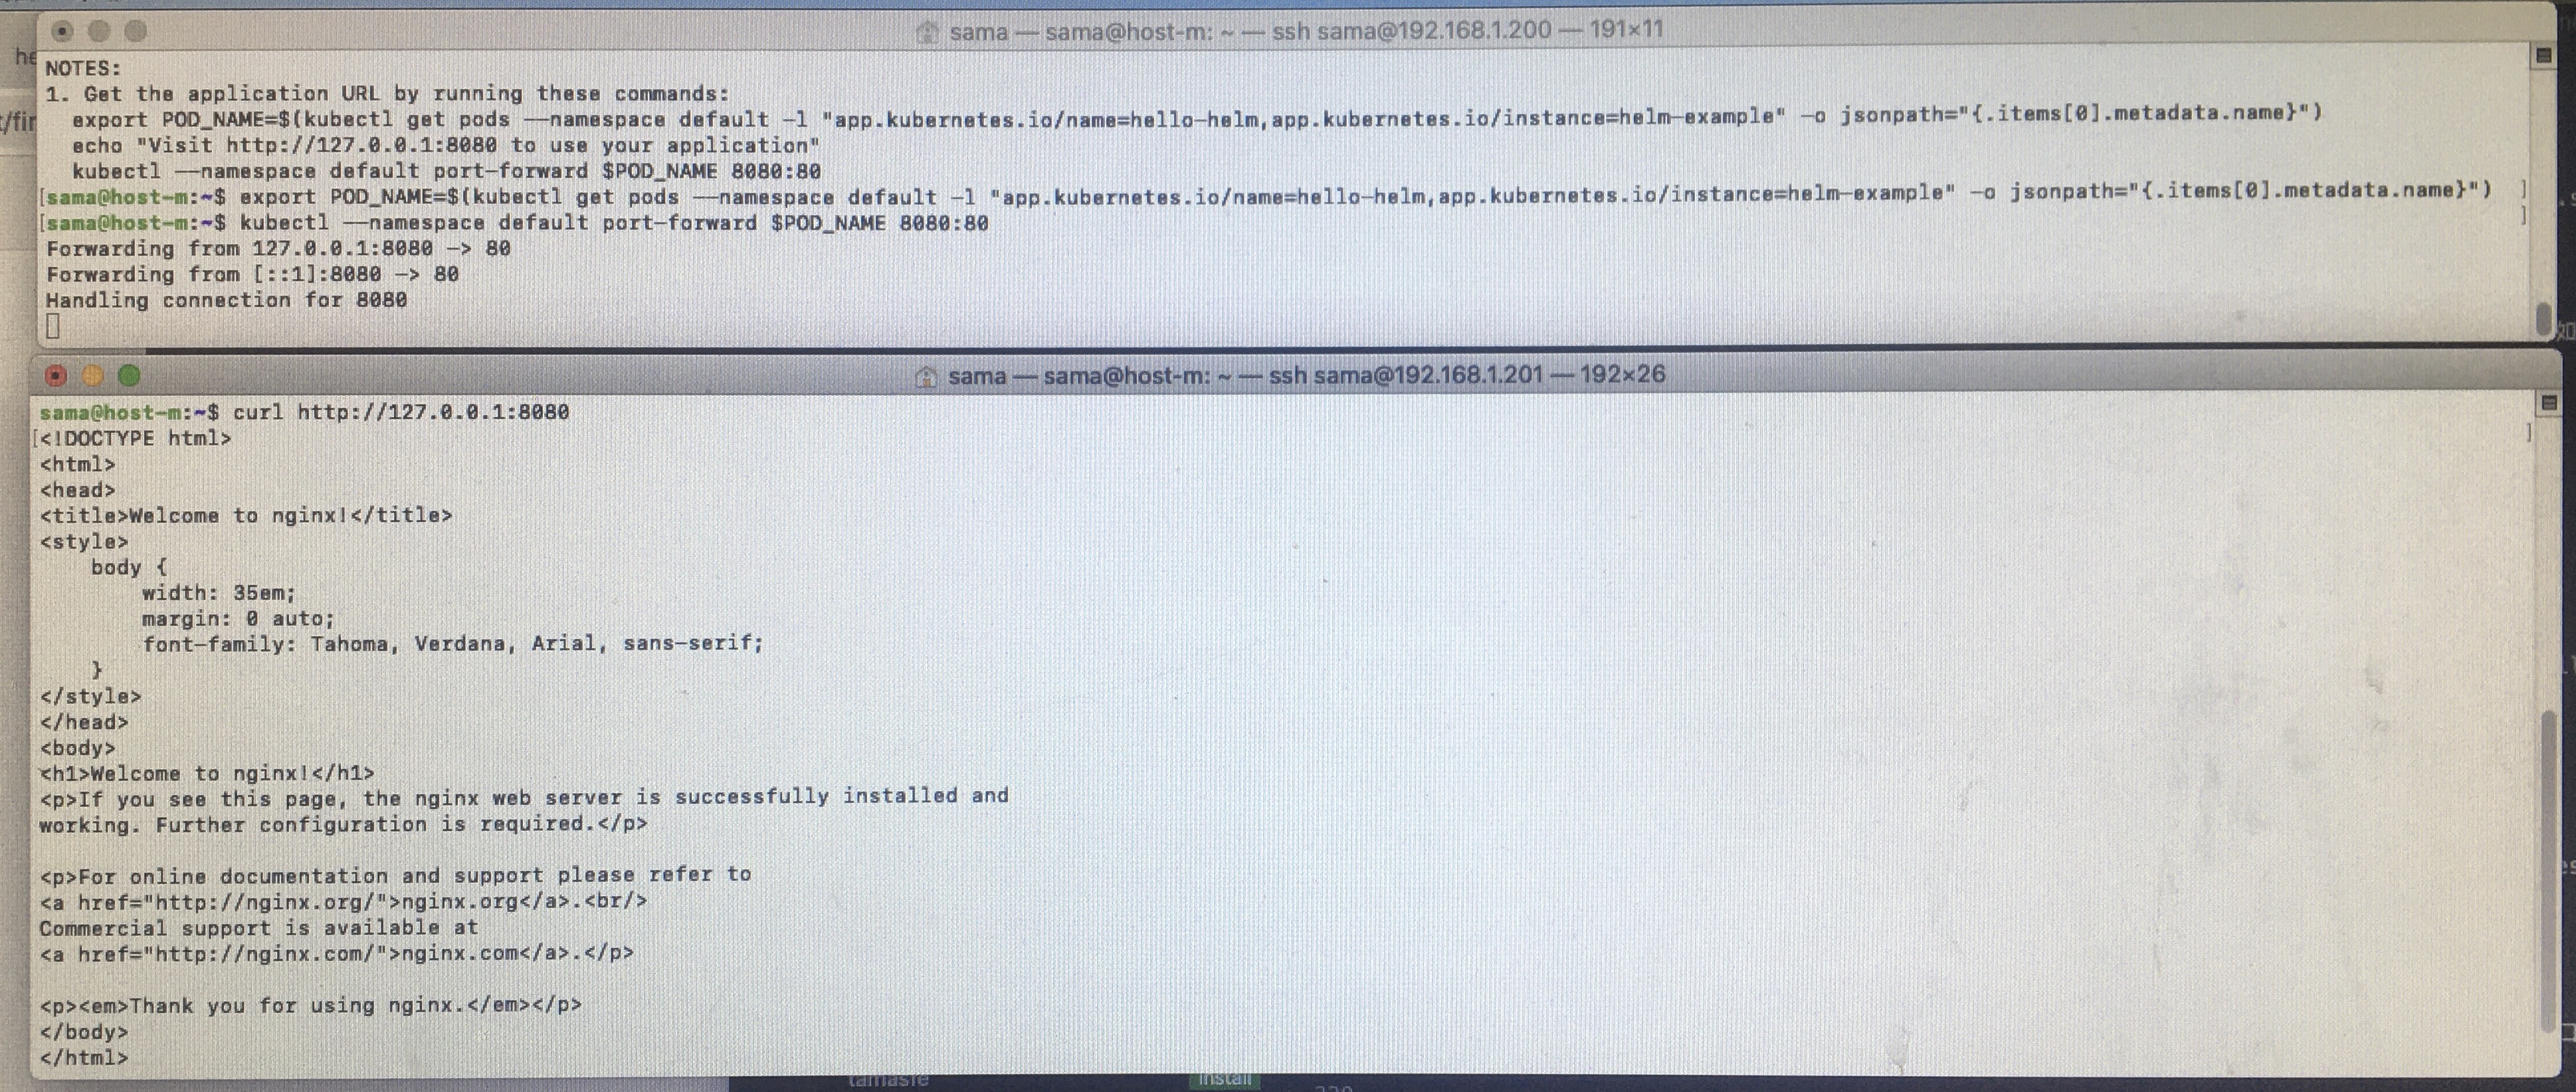 sama — sama@host-m: ~ — ssh sama@192.168.1.200 — 191×11
he
NOTES:
1. Get the application URL by running these commands:
t/fir
  export POD_NAME=$(kubectl get pods --namespace default -l "app.kubernetes.io/name=hello-helm,app.kubernetes.io/instance=helm-example" -o jsonpath="{.items[0].metadata.name}")
  echo "Visit http://127.0.0.1:8080 to use your application"
  kubectl --namespace default port-forward $POD_NAME 8080:80
[sama@host-m:~$ export POD_NAME=$(kubectl get pods --namespace default -l "app.kubernetes.io/name=hello-helm,app.kubernetes.io/instance=helm-example" -o jsonpath="{.items[0].metadata.name}") ]
[sama@host-m:~$ kubectl --namespace default port-forward $POD_NAME 8080:80 ]
Forwarding from 127.0.0.1:8080 -> 80
Forwarding from [::1]:8080 -> 80
Handling connection for 8080
sama — sama@host-m: ~ — ssh sama@192.168.1.201 — 192×26
sama@host-m:~$ curl http://127.0.0.1:8080
[<!DOCTYPE html> ]
<html>
<head>
<title>Welcome to nginx!</title>
<style>
    body {
        width: 35em;
        margin: 0 auto;
        font-family: Tahoma, Verdana, Arial, sans-serif;
    }
</style>
</head>
<body>
<h1>Welcome to nginx!</h1>
<p>If you see this page, the nginx web server is successfully installed and
working. Further configuration is required.</p>

<p>For online documentation and support please refer to
<a href="http://nginx.org/">nginx.org</a>.<br/>
Commercial support is available at
<a href="http://nginx.com/">nginx.com</a>.</p>

<p><em>Thank you for using nginx.</em></p>
</body>
</html>
Install